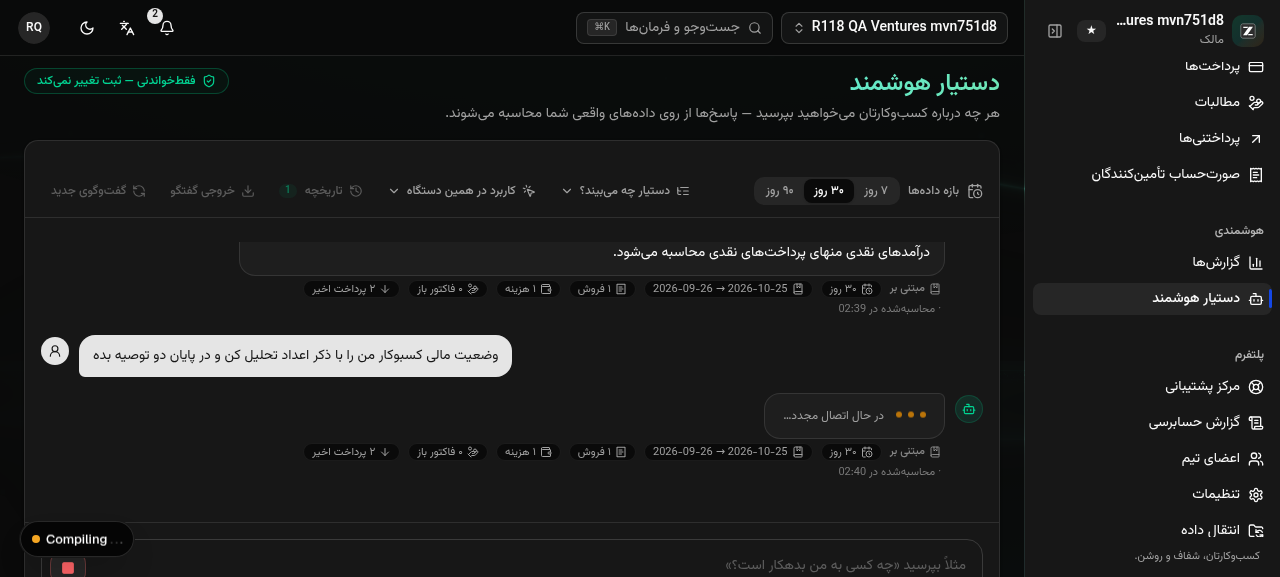 ...ures mvn751d8
مالک
پرداخت‌ها
مطالبات
پرداختنی‌ها
صورت‌حساب تأمین‌کنندگان
هوشمندی
گزارش‌ها
دستیار هوشمند
پلتفرم
مرکز پشتیبانی
گزارش حسابرسی
اعضای تیم
تنظیمات
انتقال داده
کسب‌وکارتان، شفاف و روشن.
R118 QA Ventures mvn751d8
جست‌وجو و فرمان‌ها ⌘K
2
RQ
دستیار هوشمند
فقط‌خواندنی — ثبت تغییر نمی‌کند
هر چه درباره کسب‌وکارتان می‌خواهید بپرسید — پاسخ‌ها از روی داده‌های واقعی شما محاسبه می‌شوند.
بازه داده‌ها ۷ روز ۳۰ روز ۹۰ روز دستیار چه می‌بیند؟ کاربرد در همین دستگاه تاریخچه 1 خروجی گفتگو گفت‌وگوی جدید
درآمدهای نقدی منهای پرداخت‌های نقدی محاسبه می‌شود.
مبتنی بر ۳۰ روز 2026-09-26 → 2026-10-25 ۱ فروش ۱ هزینه ۰ فاکتور باز ۲ پرداخت اخیر
· محاسبه‌شده در 02:39
وضعیت مالی کسبوکار من را با ذکر اعداد تحلیل کن و در پایان دو توصیه بده
در حال اتصال مجدد...
مبتنی بر ۳۰ روز 2026-09-26 → 2026-10-25 ۱ فروش ۱ هزینه ۰ فاکتور باز ۲ پرداخت اخیر
· محاسبه‌شده در 02:40
مثلاً بپرسید «چه کسی به من بدهکار است؟»
Compiling ...